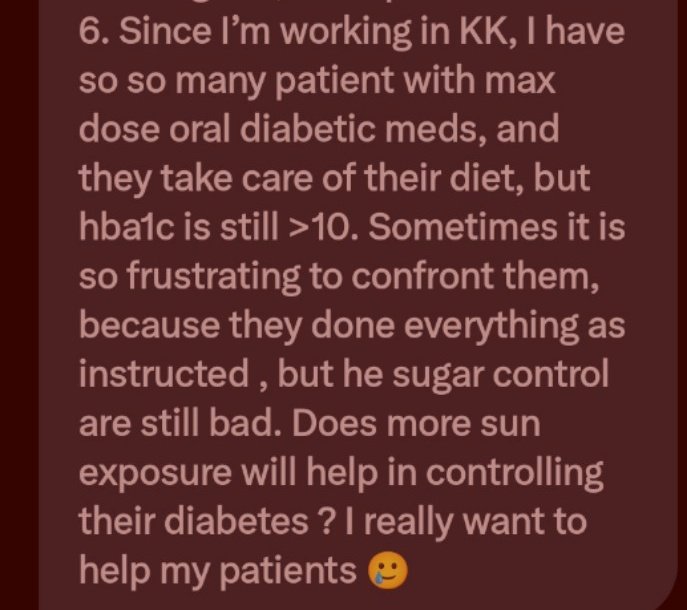 6. Since I'm working in KK, I have
so so many patient with max
dose oral diabetic meds, and
they take care of their diet, but
hba1c is still >10. Sometimes it is
so frustrating to confront them,
because they done everything as
instructed , but he sugar control
are still bad. Does more sun
exposure will help in controlling
their diabetes ? I really want to
help my patients 🥲